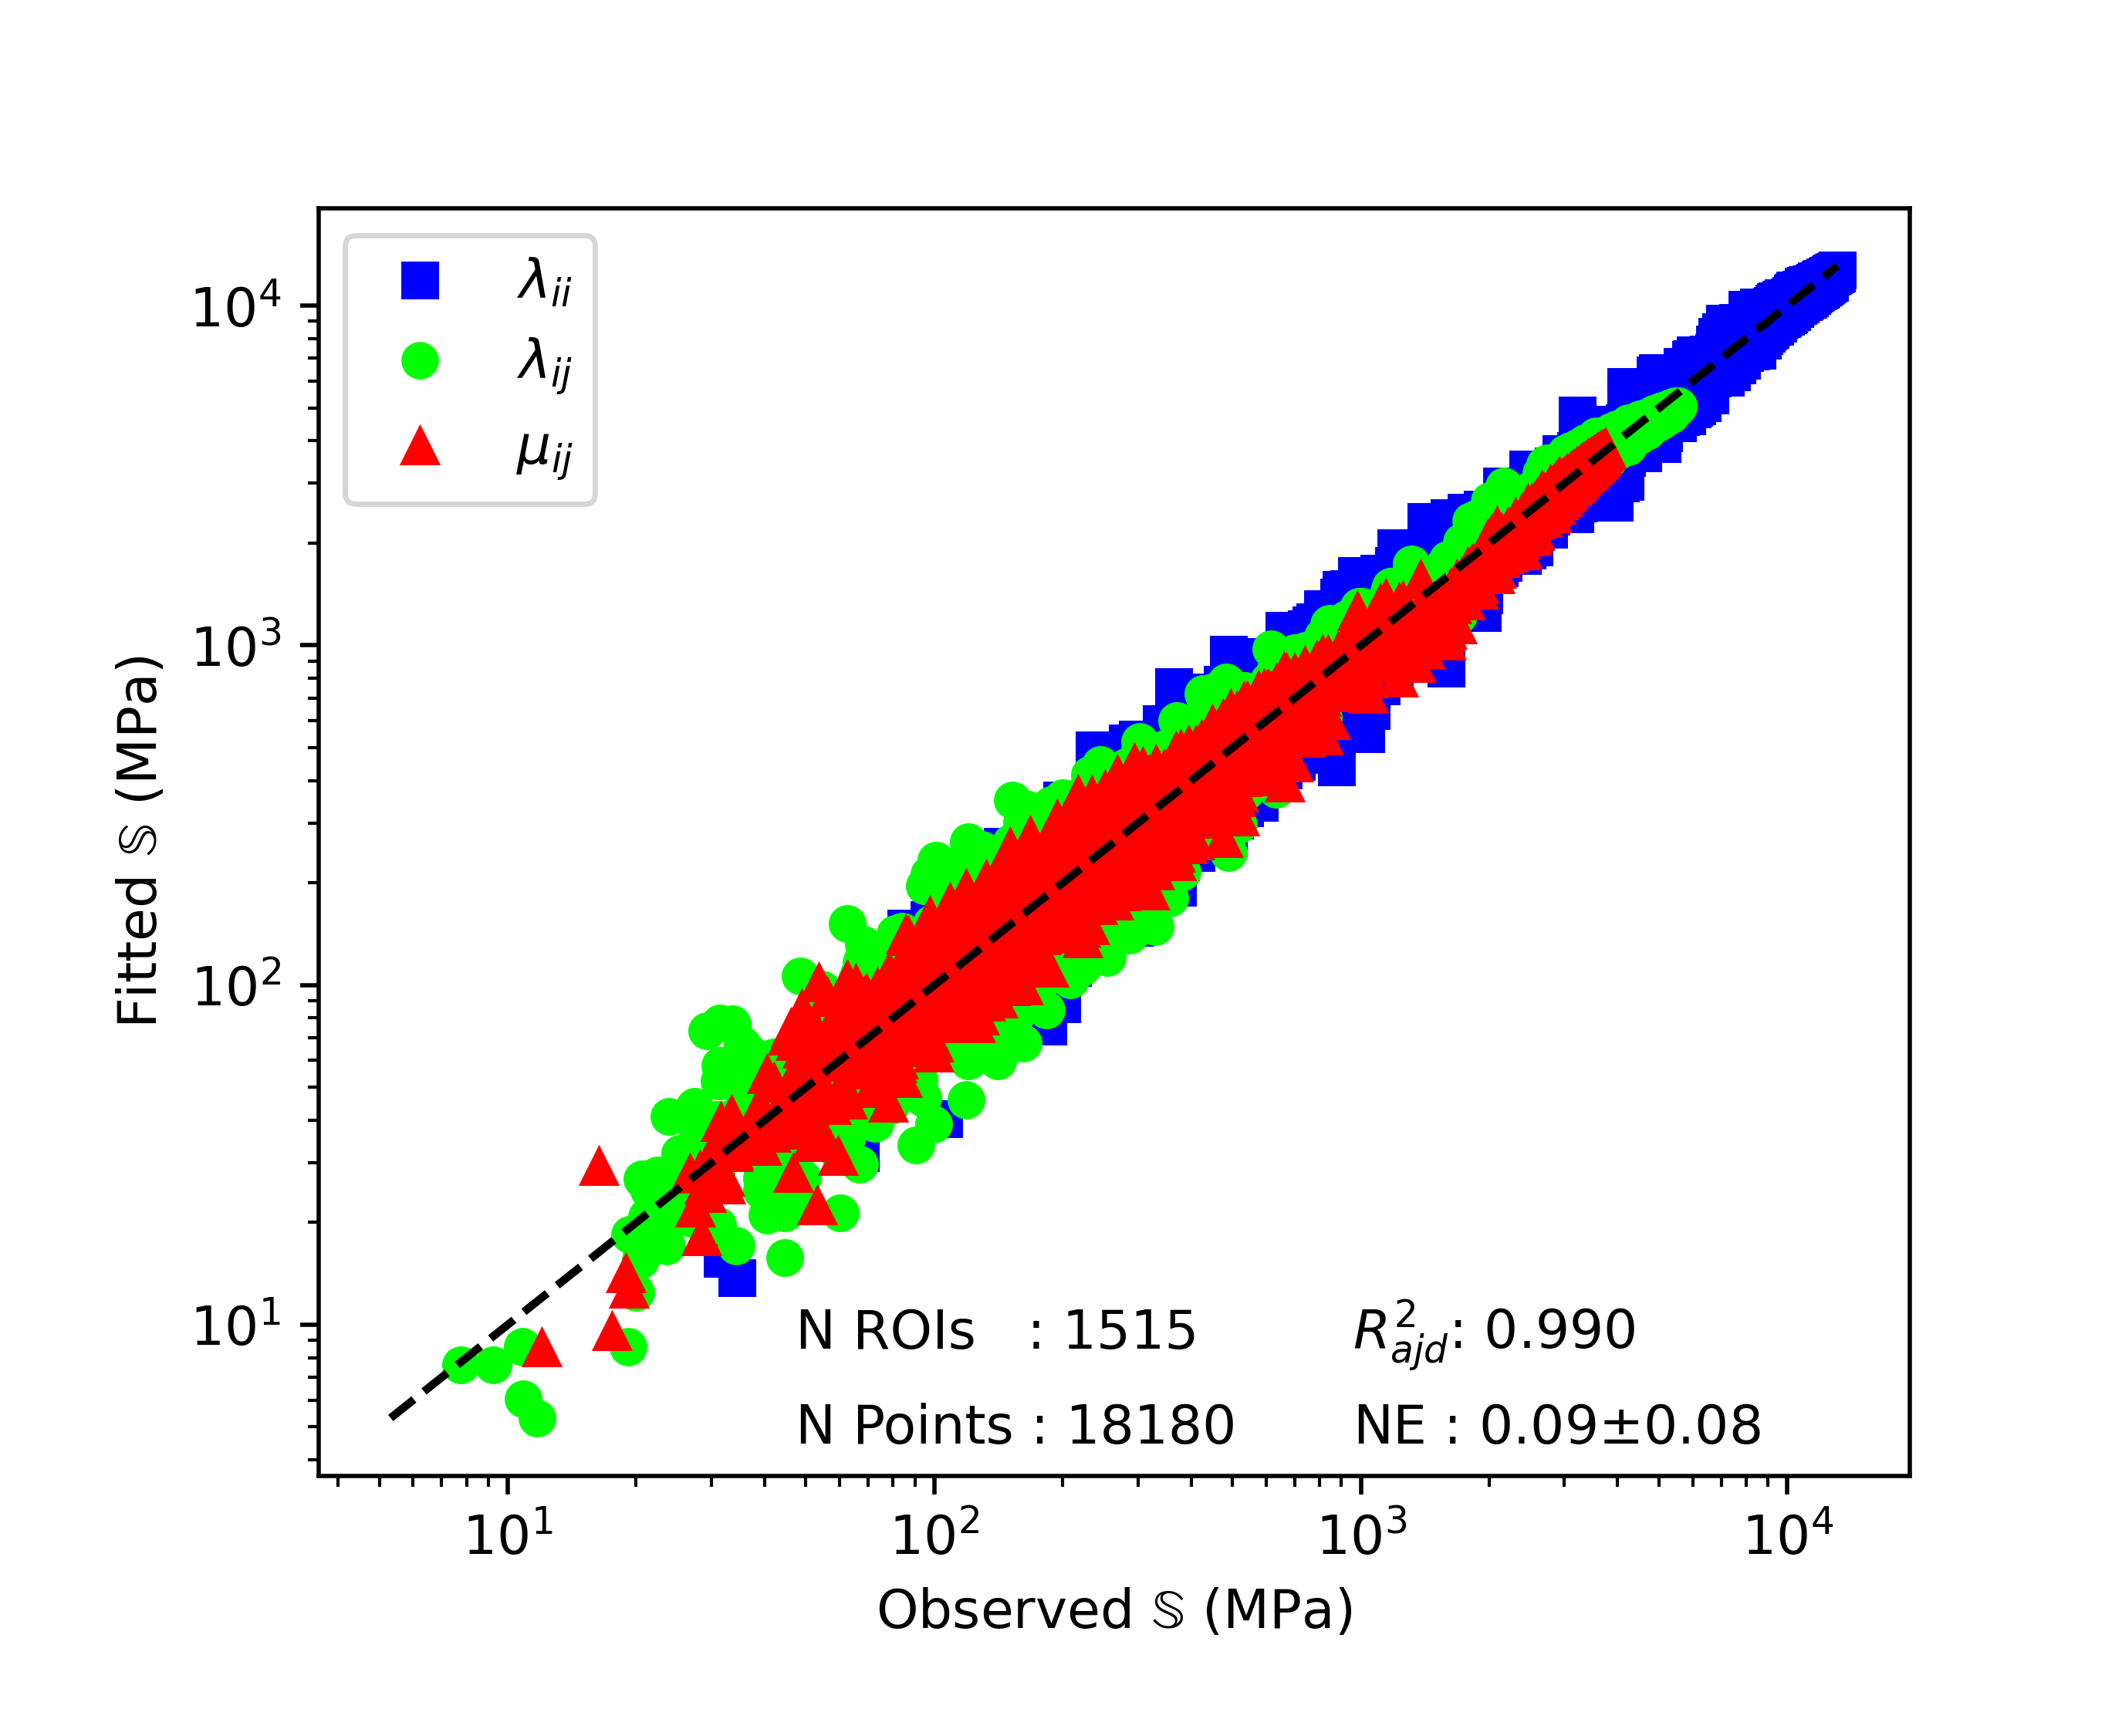 λii
λij
μij
10⁴
10³
10²
10¹
Fitted 𝕊 (MPa)
N ROIs : 1515
R²ajd: 0.990
N Points : 18180
NE : 0.09±0.08
10¹ 10² 10³ 10⁴
Observed 𝕊 (MPa)